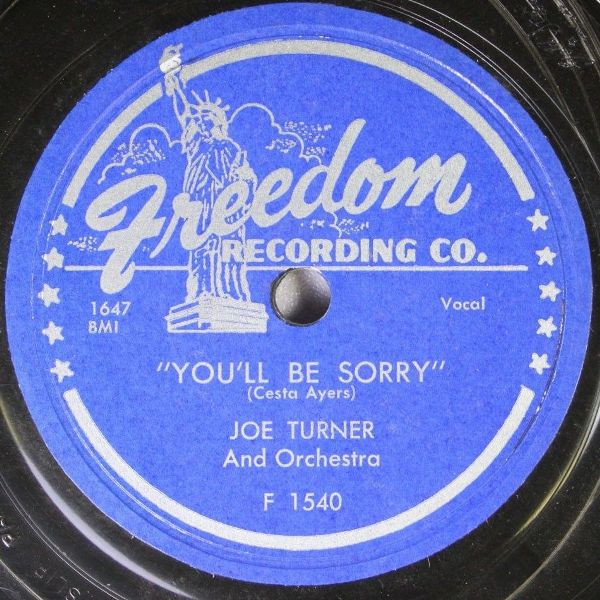 Freedom
RECORDING CO.
1647
BMI
Vocal
"YOU'LL BE SORRY"
(Cesta Ayers)
JOE TURNER
And Orchestra
F 1540